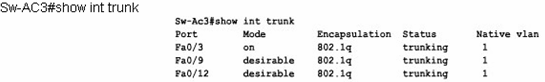 Sw-Ac3#show int trunk
Sw-Ac3#show int trunk
Port Mode Encapsulation Status Native vlan
Fa0/3 on 802.1q trunking 1
Fa0/9 desirable 802.1q trunking 1
Fa0/12 desirable 802.1q trunking 1